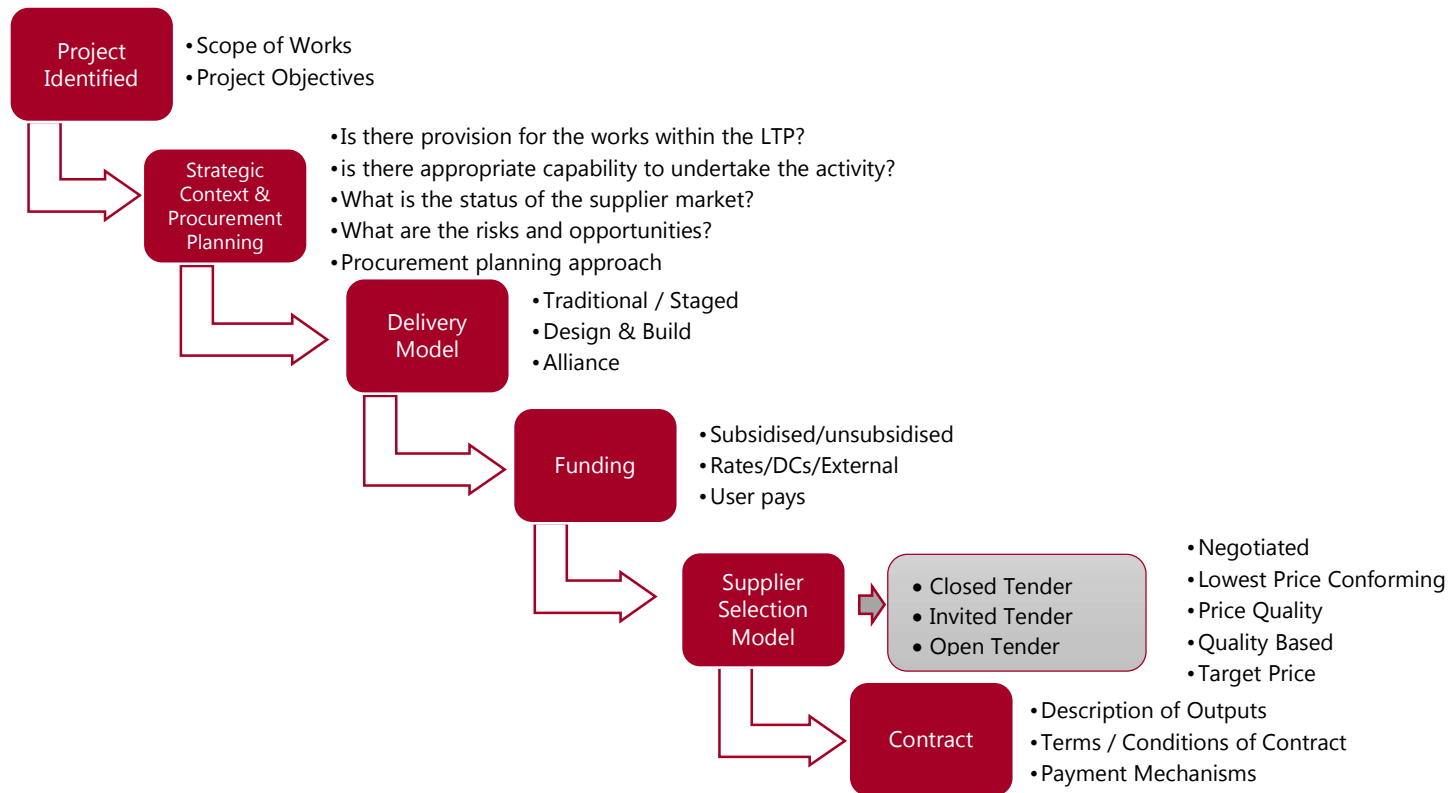 Project
Identified
•Scope of Works
•Project Objectives
Strategic
Context &
Procurement
Planning
•Is there provision for the works within the LTP?
•is there appropriate capability to undertake the activity?
•What is the status of the supplier market?
•What are the risks and opportunities?
•Procurement planning approach
Delivery
Model
•Traditional / Staged
•Design & Build
•Alliance
Funding
•Subsidised/unsubsidised
•Rates/DCs/External
•User pays
Supplier
Selection
Model
• Closed Tender
• Invited Tender
• Open Tender
•Negotiated
•Lowest Price Conforming
•Price Quality
•Quality Based
•Target Price
Contract
•Description of Outputs
•Terms / Conditions of Contract
•Payment Mechanisms